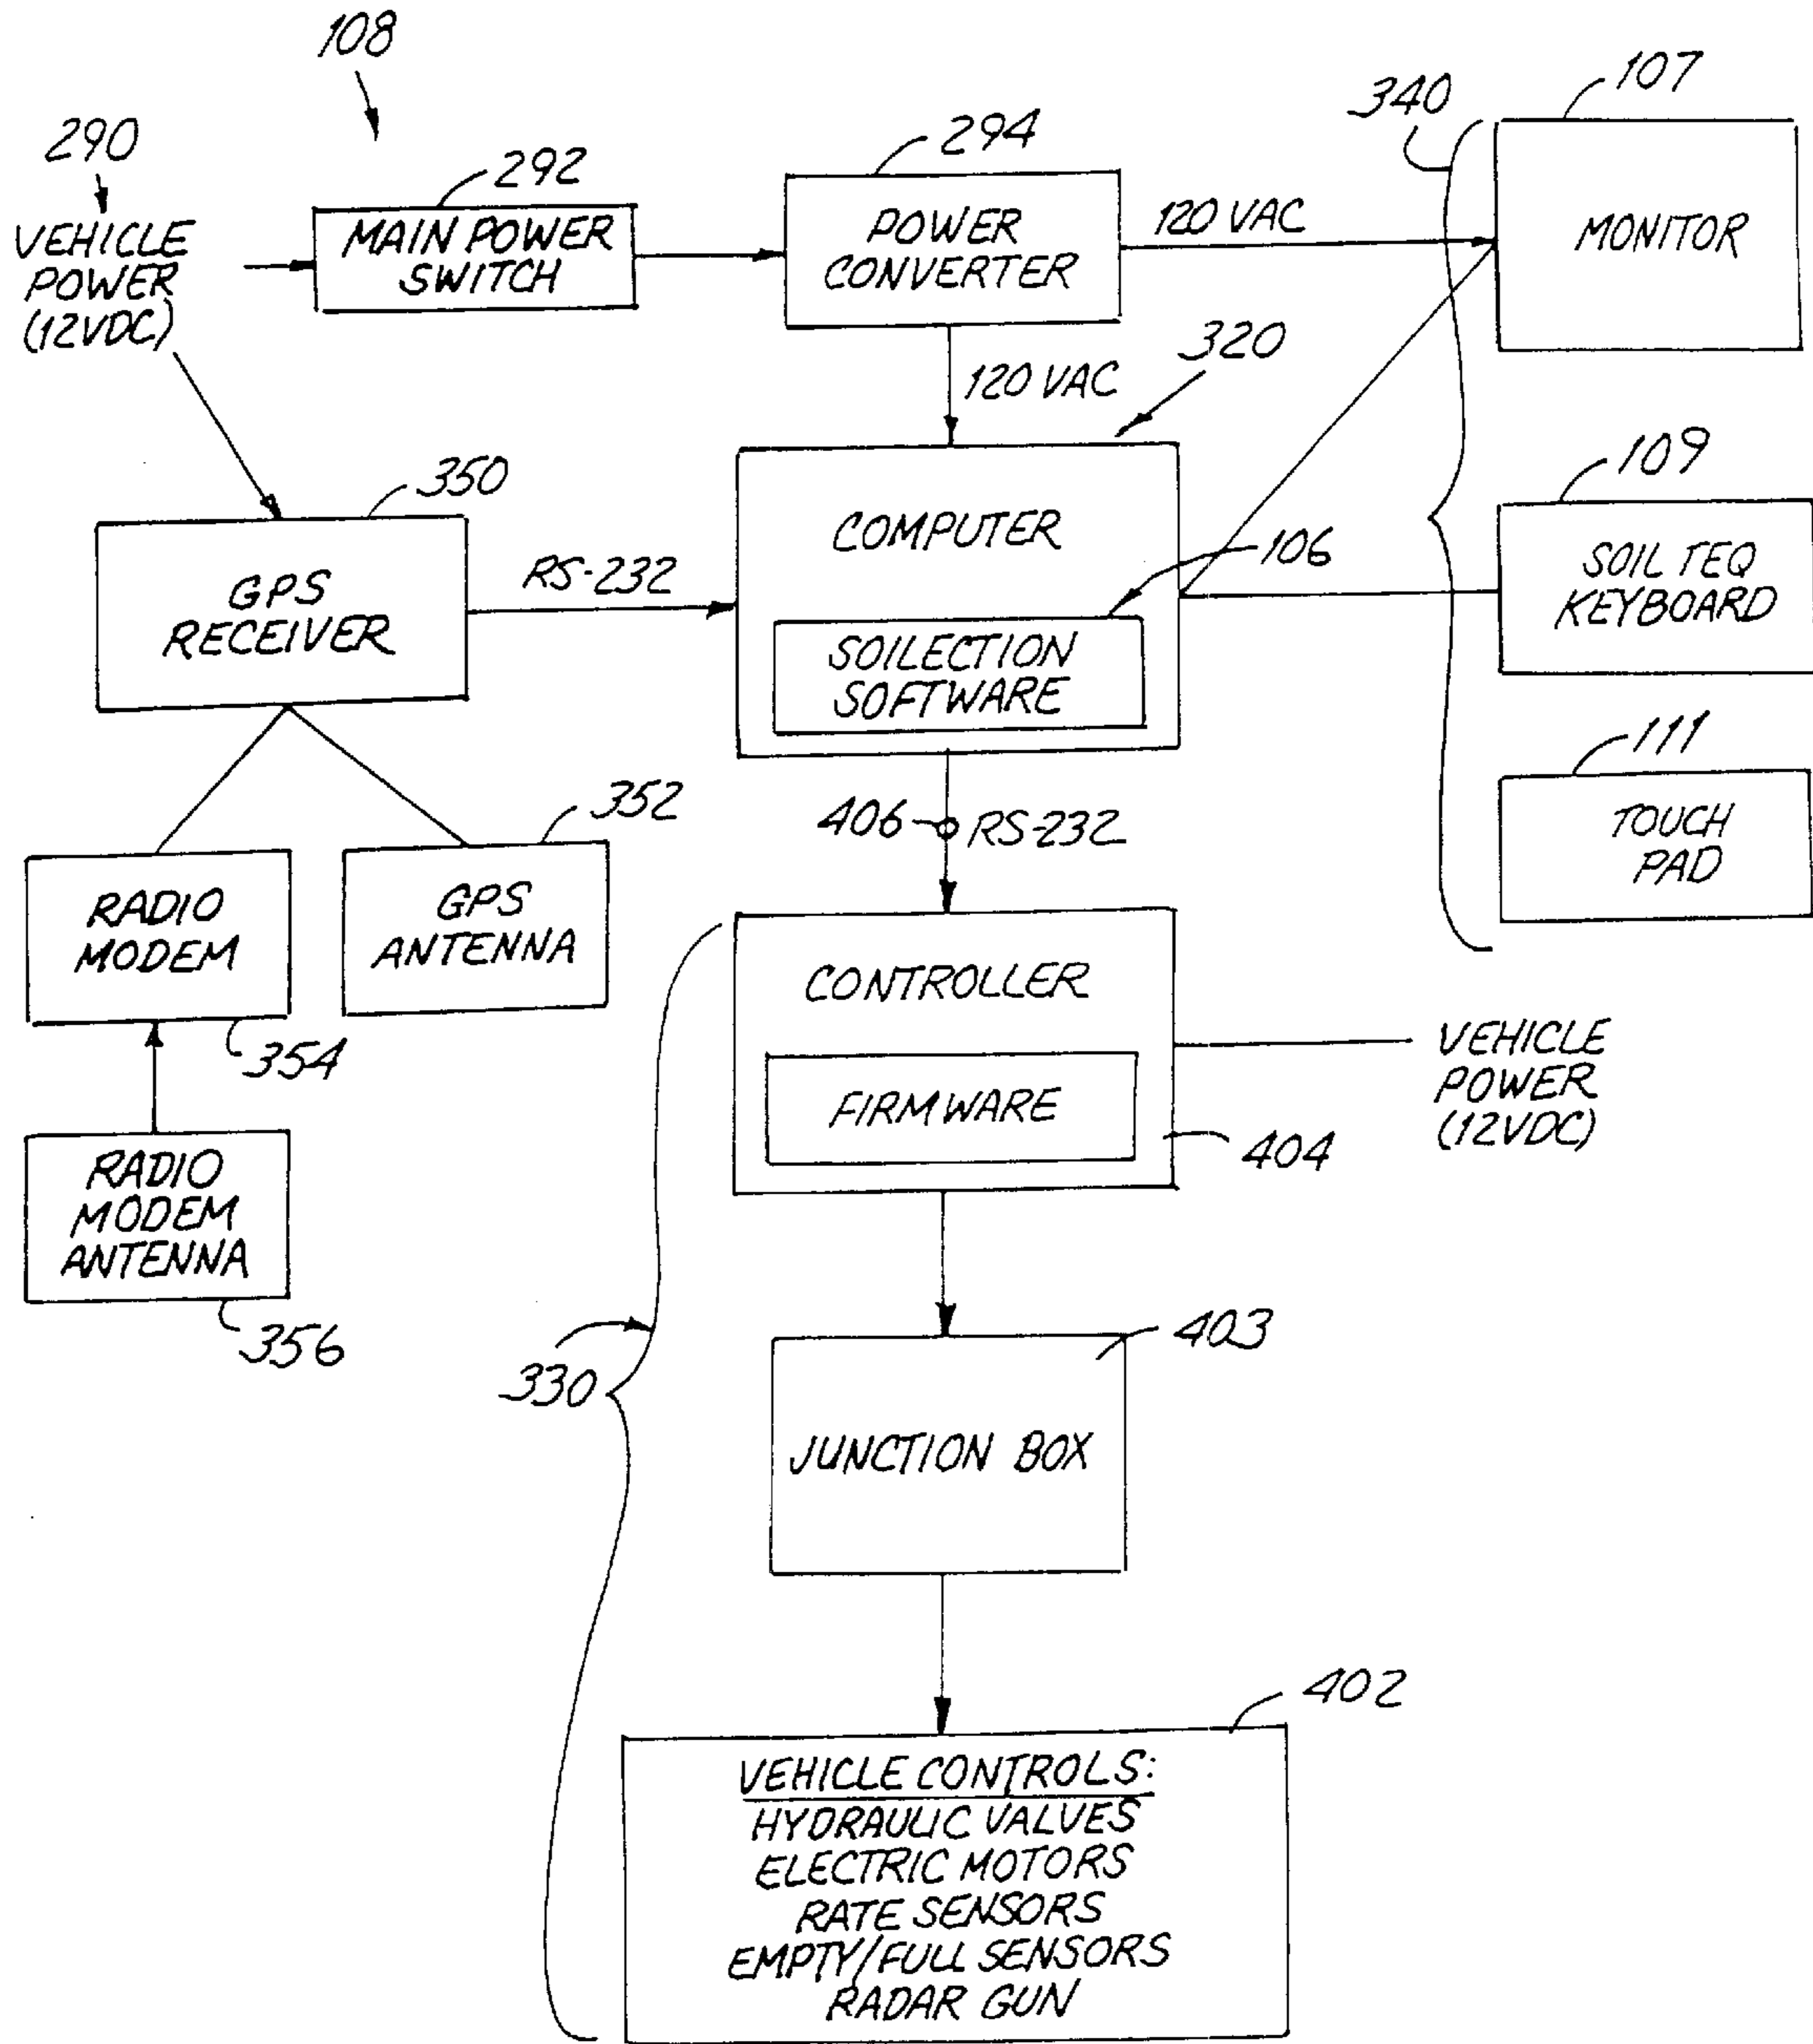 108
290
VEHICLE
POWER
(12VDC)
292
MAIN POWER
SWITCH
294
POWER
CONVERTER
120 VAC
340
107
MONITOR
120 VAC
320
350
GPS
RECEIVER
RS-232
COMPUTER
106
SOILECTION
SOFTWARE
109
SOIL TEQ
KEYBOARD
111
TOUCH
PAD
352
GPS
ANTENNA
RADIO
MODEM
354
RADIO
MODEM
ANTENNA
356
406
RS-232
CONTROLLER
FIRMWARE
404
VEHICLE
POWER
(12VDC)
330
403
JUNCTION BOX
402
VEHICLE CONTROLS:
HYDRAULIC VALVES
ELECTRIC MOTORS
RATE SENSORS
EMPTY/FULL SENSORS
RADAR GUN